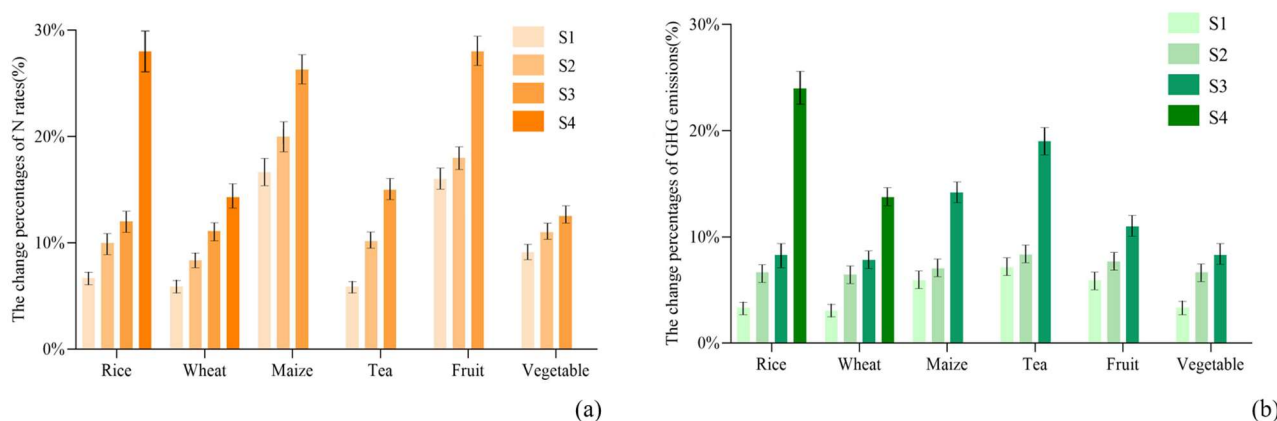 The change percentages of N rates(%)
30%
20%
10%
0%
S1
S2
S3
S4
Rice Wheat Maize Tea Fruit Vegetable
(a)
The change percentages of GHG emissions(%)
30%
20%
10%
0%
S1
S2
S3
S4
Rice Wheat Maize Tea Fruit Vegetable
(b)